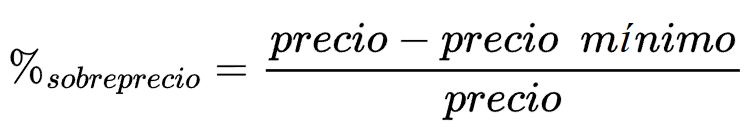 %sobreprecio = precio − precio mínimo / precio